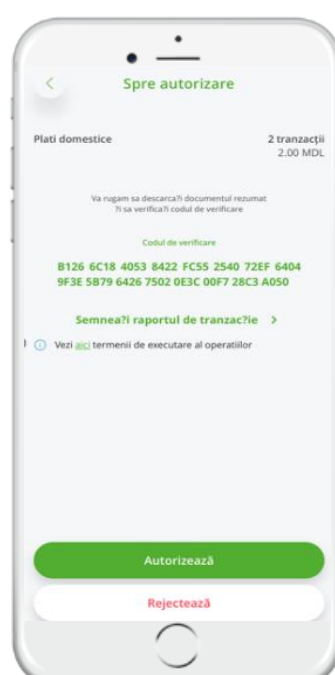 Spre autorizare
Plati domestice 2 tranzacții
2.00 MDL
Va rugam sa descarca?i documentul rezumat
?i sa verifica?i codul de verificare
Codul de verificare
B126 6C18 4053 8422 FC55 2540 72EF 6404
9F3E 5B79 6426 7502 0E3C 00F7 28C3 A050
Semnea?i raportul de tranzac?ie >
Vezi aici termenii de executare al operatiilor
Autorizează
Rejectează